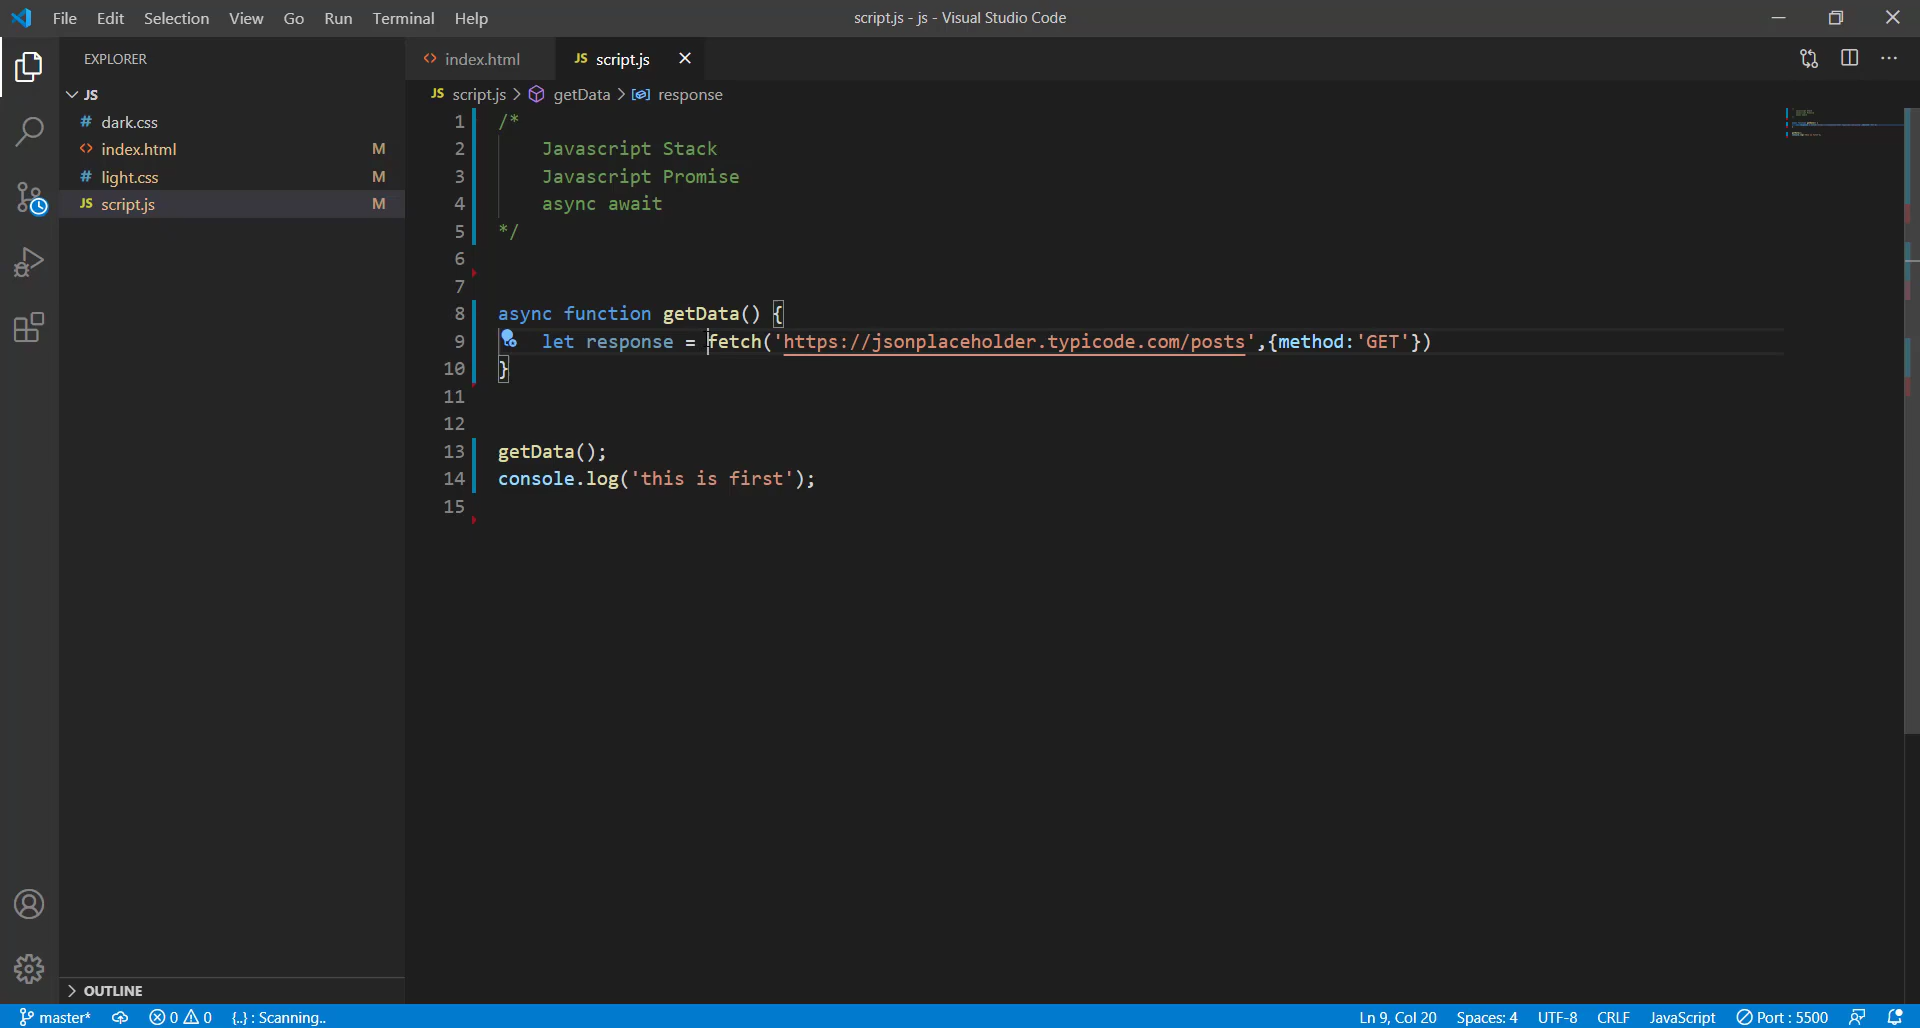 File Edit Selection View Go Run Terminal Help
script.js - js - Visual Studio Code
EXPLORER
JS
# dark.css
<> index.html M
# light.css M
JS script.js M
OUTLINE
<> index.html
JS script.js
JS script.js > getData > response
1 /*
2 Javascript Stack
3 Javascript Promise
4 async await
5 */
6
7
8 async function getData() {
9 let response = fetch('https://jsonplaceholder.typicode.com/posts',{method:'GET'})
10 }
11
12
13 getData();
14 console.log('this is first');
15
master* 0 0 {..} : Scanning..
Ln 9, Col 20 Spaces: 4 UTF-8 CRLF JavaScript Port : 5500